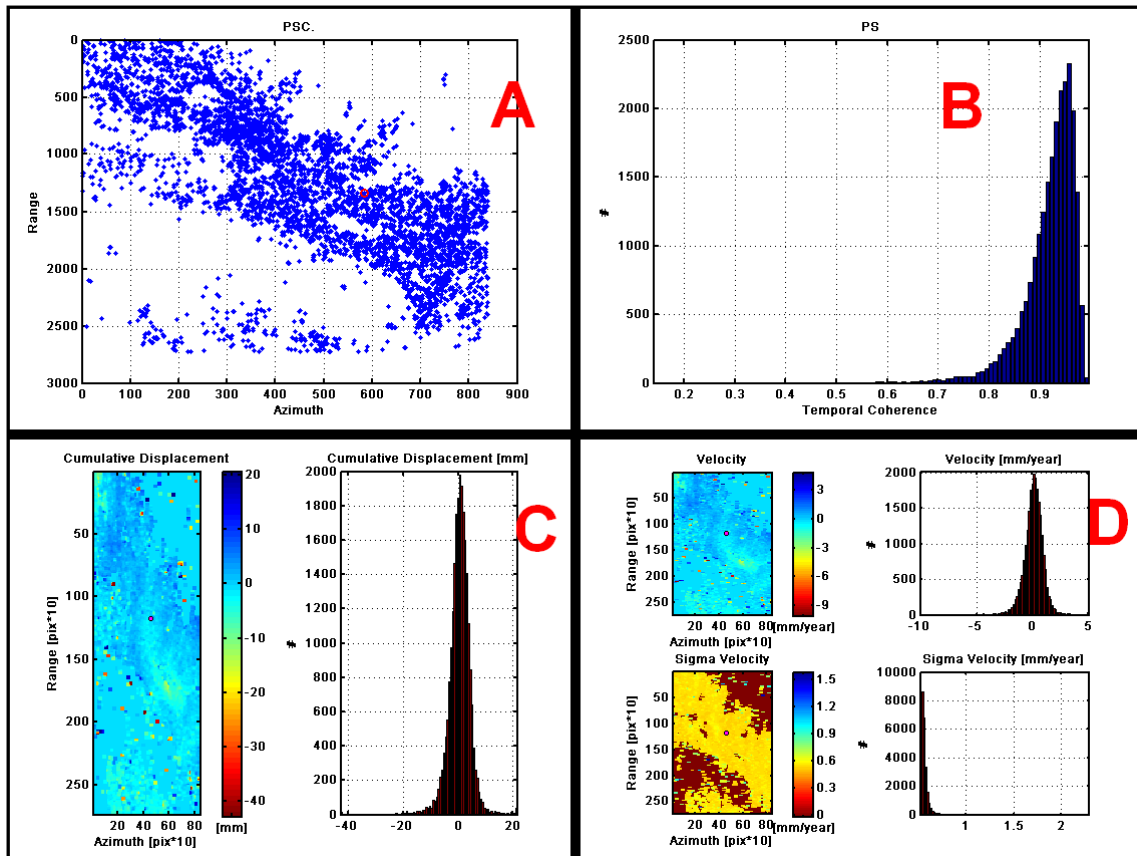 PSC.
A
0
500
1000
1500
2000
2500
3000
Range
0 100 200 300 400 500 600 700 800 900
Azimuth
PS
B
2500
2000
1500
1000
500
0
#
0.2 0.3 0.4 0.5 0.6 0.7 0.8 0.9
Temporal Coherence
Cumulative Displacement
50
100
150
200
250
Range [pix*10]
20 40 60 80
Azimuth [pix*10]
20
10
0
-10
-20
-30
-40
[mm]
Cumulative Displacement [mm]
C
2000
1800
1600
1400
1200
1000
800
600
400
200
0
#
-40 -20 0 20
Velocity
50
100
150
200
250
Range [pix*10]
20 40 60 80
Azimuth [pix*10]
3
0
-3
-6
-9
[mm/year]
Velocity [mm/year]
D
2000
1500
1000
500
0
#
-10 -5 0 5
Sigma Velocity
50
100
150
200
250
Range [pix*10]
20 40 60 80
Azimuth [pix*10]
1.5
1.2
0.9
0.6
0.3
0
[mm/year]
Sigma Velocity [mm/year]
10000
8000
6000
4000
2000
0
#
1 1.5 2